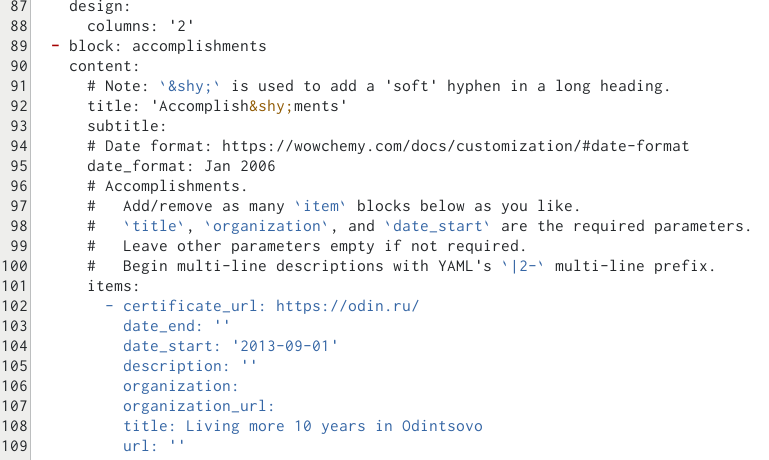 87 design:
88 columns: '2'
89 - block: accomplishments
90 content:
91 # Note: `&shy;` is used to add a 'soft' hyphen in a long heading.
92 title: 'Accomplish&shy;ments'
93 subtitle:
94 # Date format: https://wowchemy.com/docs/customization/#date-format
95 date_format: Jan 2006
96 # Accomplishments.
97 #   Add/remove as many `item` blocks below as you like.
98 #   `title`, `organization`, and `date_start` are the required parameters.
99 #   Leave other parameters empty if not required.
100 #   Begin multi-line descriptions with YAML's `|2-` multi-line prefix.
101 items:
102 - certificate_url: https://odin.ru/
103 date_end: ''
104 date_start: '2013-09-01'
105 description: ''
106 organization:
107 organization_url:
108 title: Living more 10 years in Odintsovo
109 url: ''